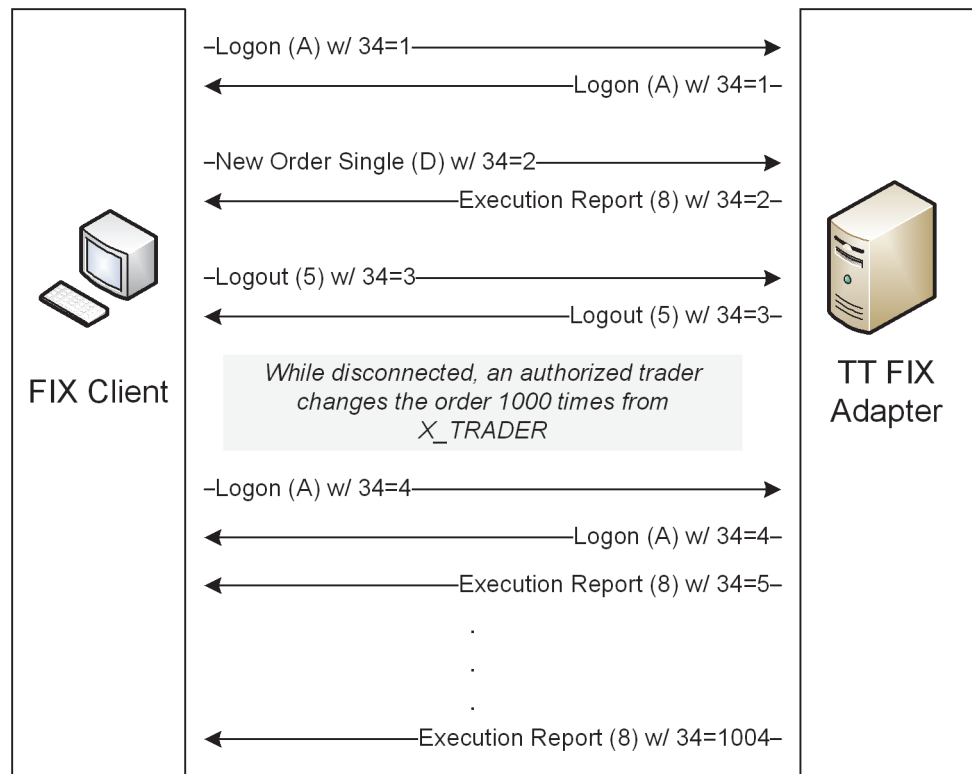 Logon (A) w/ 34=1
Logon (A) w/ 34=1
New Order Single (D) w/ 34=2
Execution Report (8) w/ 34=2
Logout (5) w/ 34=3
Logout (5) w/ 34=3
FIX Client
While disconnected, an authorized trader
changes the order 1000 times from
X_TRADER
TT FIX
Adapter
Logon (A) w/ 34=4
Logon (A) w/ 34=4
Execution Report (8) w/ 34=5
.
.
.
Execution Report (8) w/ 34=1004